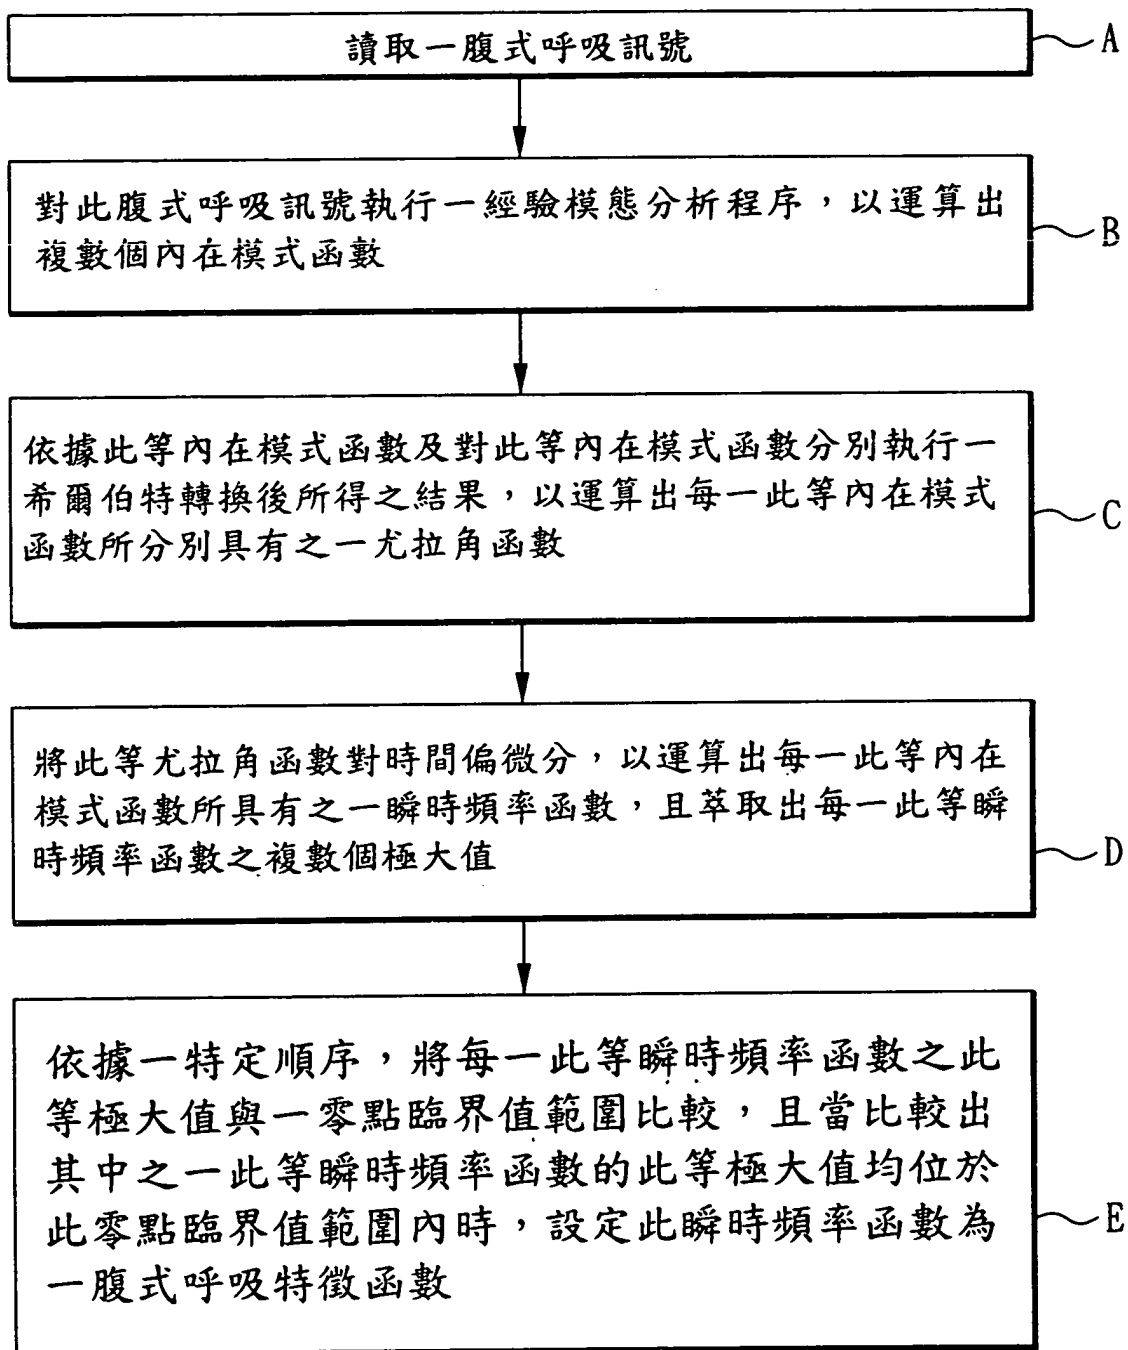 讀取一腹式呼吸訊號
A
對此腹式呼吸訊號執行一經驗模態分析程序，以運算出
複數個內在模式函數
B
依據此等內在模式函數及對此等內在模式函數分別執行一
希爾伯特轉換後所得之結果，以運算出每一此等內在模式
函數所分別具有之一尤拉角函數
C
將此等尤拉角函數對時間偏微分，以運算出每一此等內在
模式函數所具有之一瞬時頻率函數，且萃取出每一此等瞬
時頻率函數之複數個極大值
D
依據一特定順序，將每一此等瞬時頻率函數之此
等極大值與一零點臨界值範圍比較，且當比較出
其中之一此等瞬時頻率函數的此等極大值均位於
此零點臨界值範圍內時，設定此瞬時頻率函數為
一腹式呼吸特徵函數
E